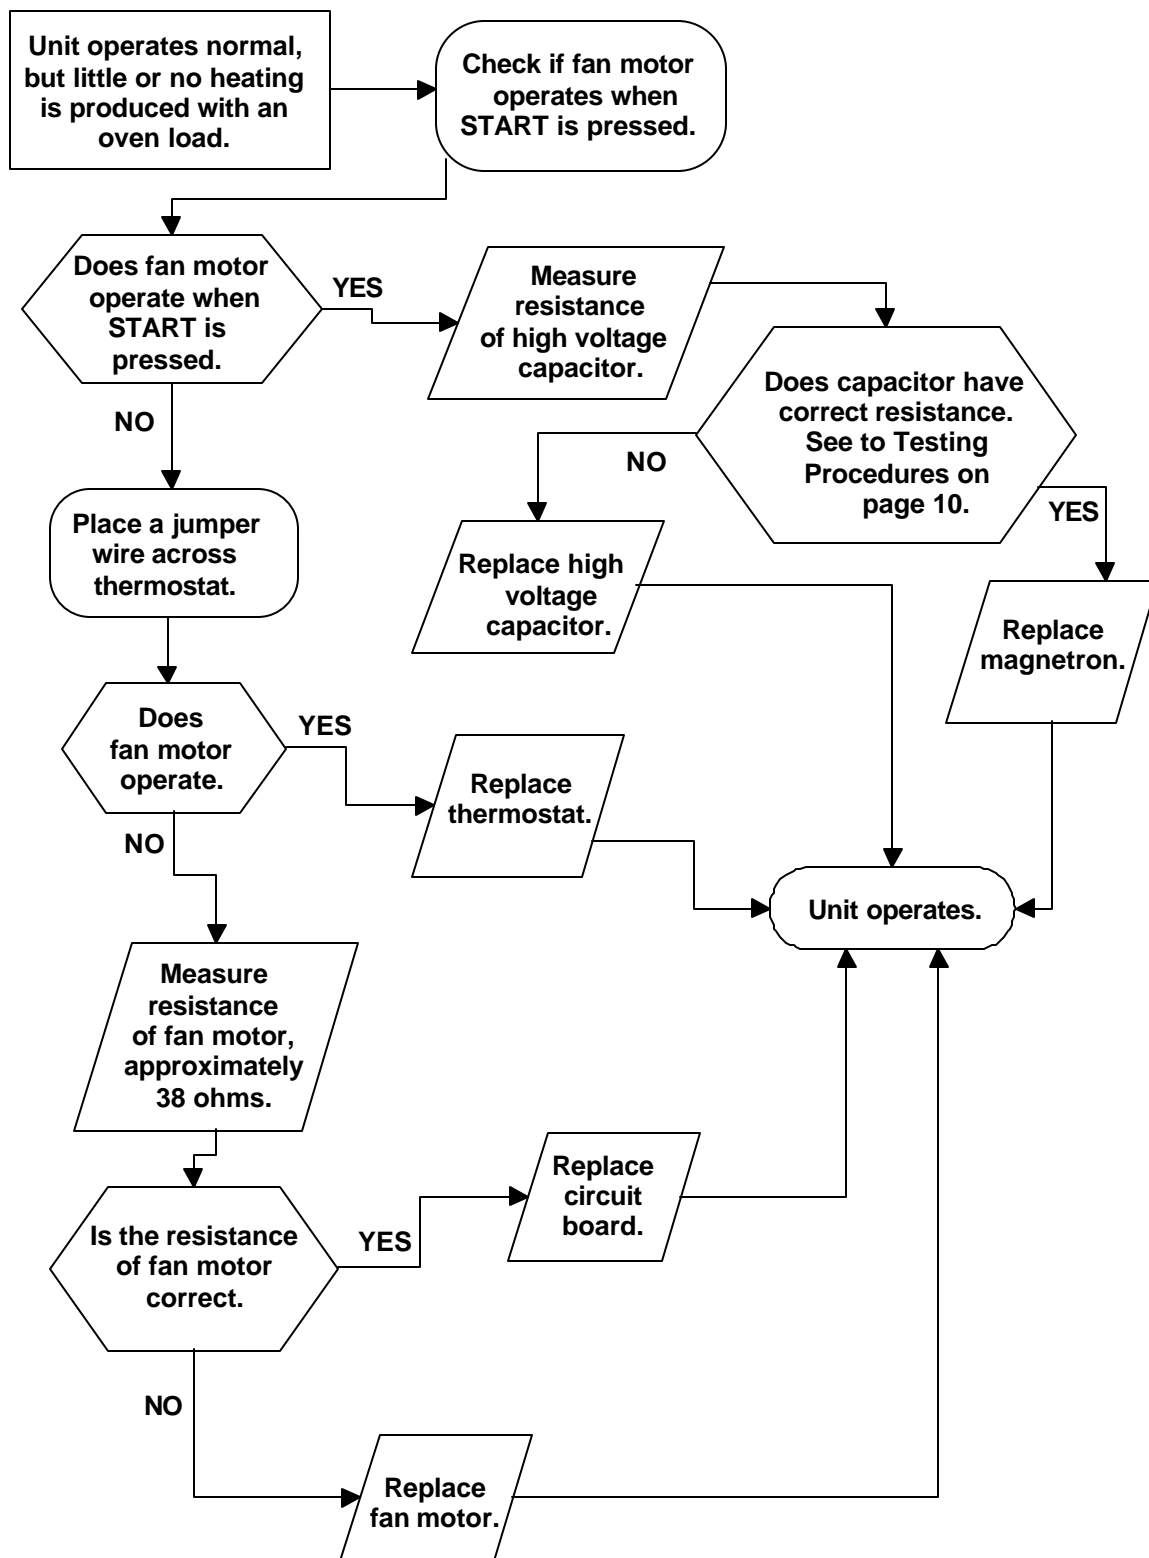 Unit operates normal,
but little or no heating
is produced with an
oven load.
Check if fan motor
operates when
START is pressed.
Does fan motor
operate when
START is
pressed.
YES
Measure
resistance
of high voltage
capacitor.
Does capacitor have
correct resistance.
See to Testing
Procedures on
page 10.
NO
NO
YES
Place a jumper
wire across
thermostat.
Replace high
voltage
capacitor.
Replace
magnetron.
Does
fan motor
operate.
YES
Replace
thermostat.
NO
Unit operates.
Measure
resistance
of fan motor,
approximately
38 ohms.
Is the resistance
of fan motor
correct.
YES
Replace
circuit
board.
NO
Replace
fan motor.